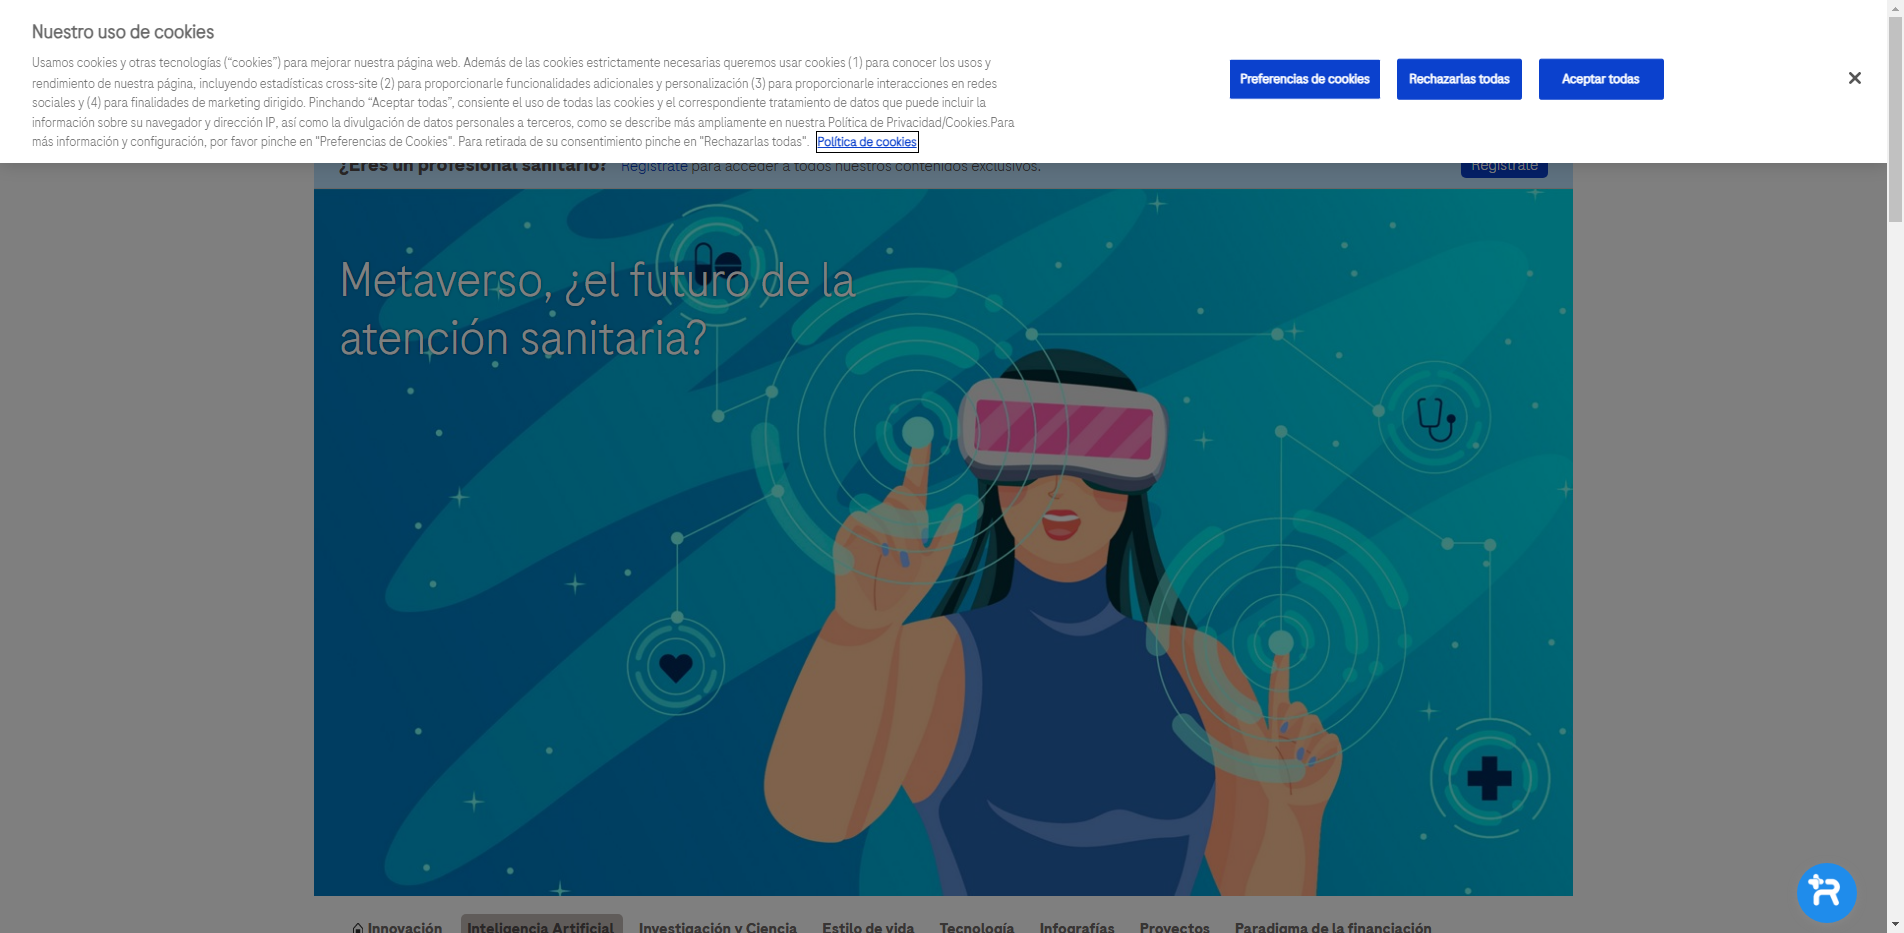 Nuestro uso de cookies
Usamos cookies y otras tecnologías (“cookies”) para mejorar nuestra página web. Además de las cookies estrictamente necesarias queremos usar cookies (1) para conocer los usos y
rendimiento de nuestra página, incluyendo estadísticas cross-site (2) para proporcionarle funcionalidades adicionales y personalización (3) para proporcionarle interacciones en redes
sociales y (4) para finalidades de marketing dirigido. Pinchando “Aceptar todas”, consiente el uso de todas las cookies y el correspondiente tratamiento de datos que puede incluir la
información sobre su navegador y dirección IP, así como la divulgación de datos personales a terceros, como se describe más ampliamente en nuestra Política de Privacidad/Cookies.Para
más información y configuración, por favor pinche en "Preferencias de Cookies". Para retirada de su consentimiento pinche en "Rechazarlas todas". Política de cookies
Preferencias de cookies Rechazarlas todas Aceptar todas
¿Eres un profesional sanitario? Regístrate para acceder a todos nuestros contenidos exclusivos. Regístrate
Metaverso, ¿el futuro de la
atención sanitaria?
Innovación Inteligencia Artificial Investigación y Ciencia Estilo de vida Tecnología Infografías Proyectos Paradigma de la financiación